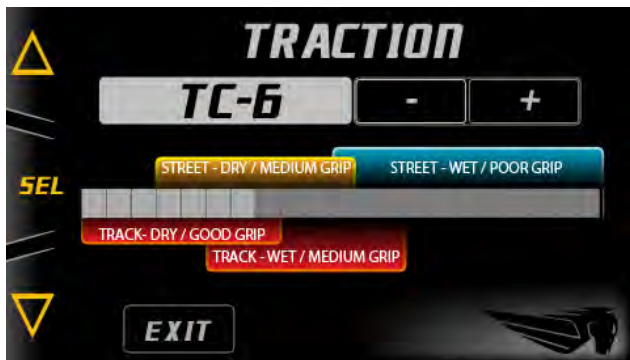 TRACTION
TC-6 - +
STREET - DRY / MEDIUM GRIP STREET - WET / POOR GRIP
SEL
TRACK- DRY / GOOD GRIP
TRACK - WET / MEDIUM GRIP
EXIT